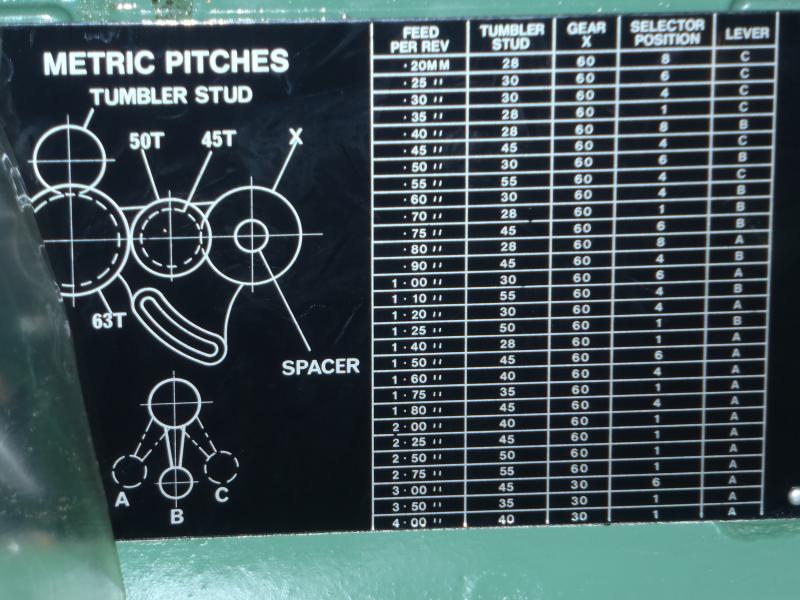 METRIC PITCHES
TUMBLER STUD
50T 45T X
63T
SPACER
A B C
FEED PER REV TUMBLER STUD GEAR X SELECTOR POSITION LEVER
·20MM 28 60 8 C
·25 " 30 60 6 C
·30 " 30 60 4 C
·35 " 28 60 1 C
·40 " 28 60 8 B
·45 " 45 60 4 C
·50 " 30 60 6 B
·55 " 55 60 4 C
·60 " 30 60 4 B
·70 " 28 60 1 B
·75 " 45 60 6 B
·80 " 28 60 8 A
·90 " 45 60 4 B
1·00 " 30 60 6 A
1·10 " 55 60 4 B
1·20 " 30 60 4 A
1·25 " 50 60 1 B
1·40 " 28 60 1 A
1·50 " 45 60 6 A
1·60 " 40 60 4 A
1·75 " 35 60 1 A
1·80 " 45 60 4 A
2·00 " 40 60 1 A
2·25 " 45 60 1 A
2·50 " 50 60 1 A
2·75 " 55 60 1 A
3·00 " 45 30 6 A
3·50 " 35 30 1 A
4·00 " 40 30 1 A